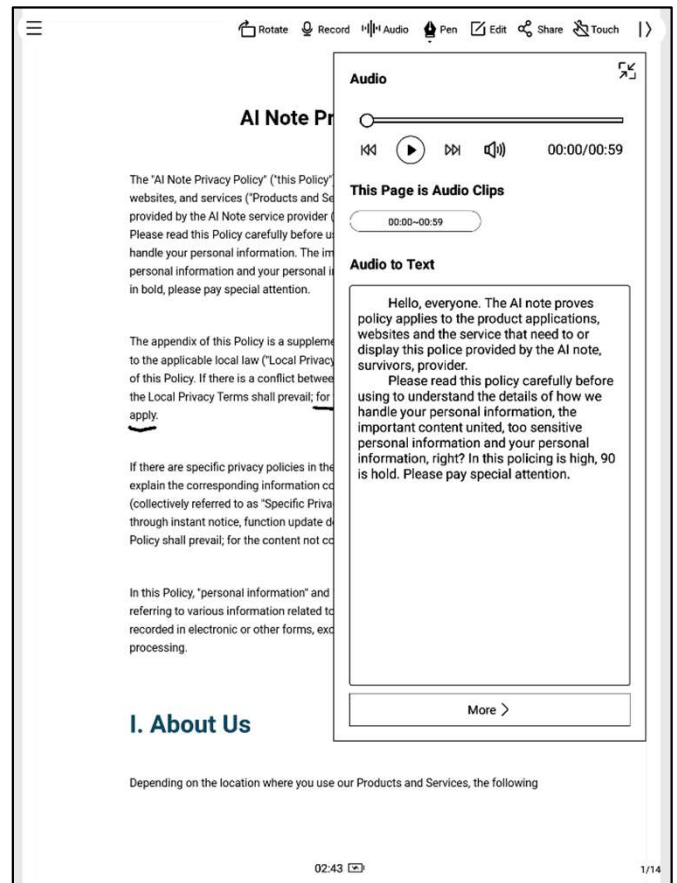 Rotate Record Audio Pen Edit Share Touch
AI Note Pr
The "AI Note Privacy Policy" ("this Policy"
websites, and services ("Products and Se
provided by the AI Note service provider (
Please read this Policy carefully before u
handle your personal information. The im
personal information and your personal i
in bold, please pay special attention.
The appendix of this Policy is a suppleme
to the applicable local law ("Local Privacy
of this Policy. If there is a conflict betwee
the Local Privacy Terms shall prevail; for
apply.
If there are specific privacy policies in the
explain the corresponding information co
(collectively referred to as "Specific Priva
through instant notice, function update d
Policy shall prevail; for the content not co
In this Policy, "personal information" and
referring to various information related to
recorded in electronic or other forms, exc
processing.
I. About Us
Depending on the location where you use our Products and Services, the following
Audio
00:00/00:59
This Page is Audio Clips
00:00~00:59
Audio to Text
Hello, everyone. The AI note proves
policy applies to the product applications,
websites and the service that need to or
display this police provided by the AI note,
survivors, provider.
Please read this policy carefully before
using to understand the details of how we
handle your personal information, the
important content united, too sensitive
personal information and your personal
information, right? In this policing is high, 90
is hold. Please pay special attention.
More >
02:43
1/14